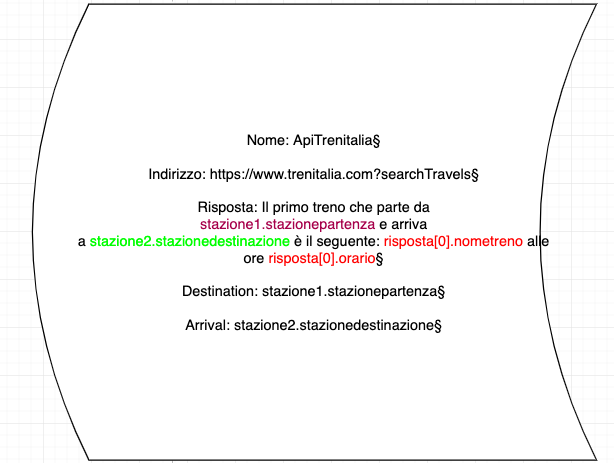 Nome: ApiTrenitalia§
Indirizzo: https://www.trenitalia.com?searchTravels§
Risposta: Il primo treno che parte da
stazione1.stazionepartenza e arriva
a stazione2.stazionedestinazione è il seguente: risposta[0].nometreno alle
ore risposta[0].orario§
Destination: stazione1.stazionepartenza§
Arrival: stazione2.stazionedestinazione§